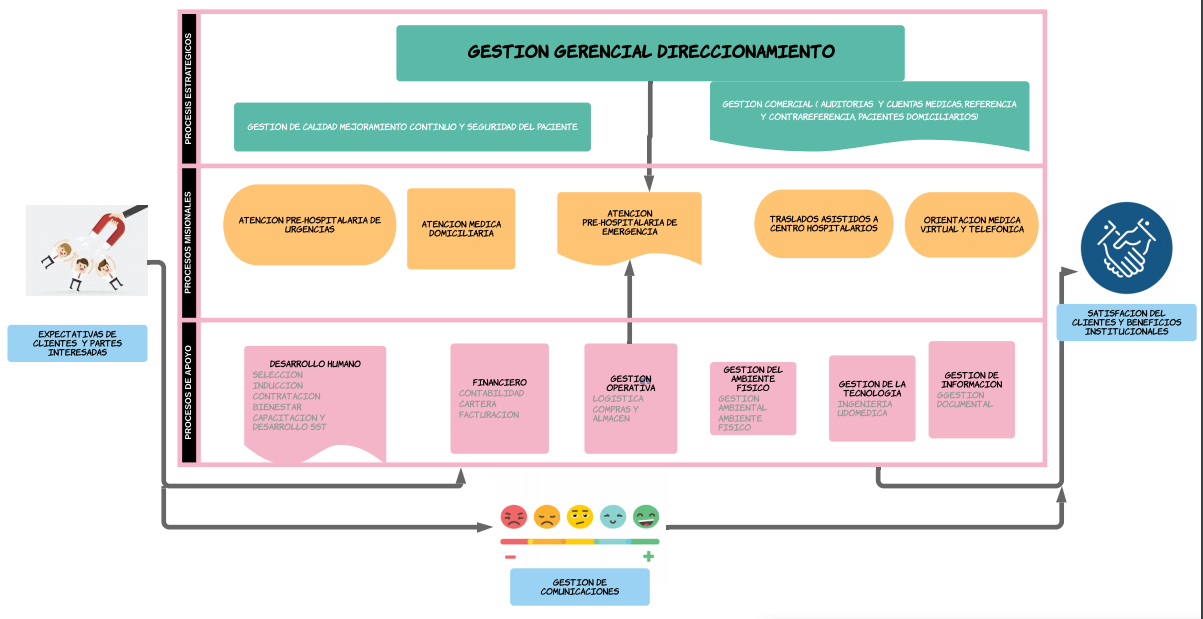 PROCESIS ESTRATEGICOS
GESTION GERENCIAL DIRECCIONAMIENTO
GESTION DE CALIDAD MEJORAMIENTO CONTINUO Y SEGURIDAD DEL PACIENTE
GESTION COMERCIAL ( AUDITORIAS Y CUENTAS MEDICAS, REFERENCIA
Y CONTRAREFERENCIA, PACIENTES DOMICILIARIOS)
PROCESOS MISIONALES
ATENCION PRE-HOSPITALARIA DE
URGENCIAS
ATENCION MEDICA
DOMICILIARIA
ATENCION
PRE-HOSPITALARIA DE
EMERGENCIA
TRASLADOS ASISTIDOS A
CENTRO HOSPITALARIOS
ORIENTACION MEDICA
VIRTUAL Y TELEFONICA
EXPECTATIVAS DE
CLIENTES Y PARTES
INTERESADAS
SATISFACION DEL
CLIENTES Y BENEFICIOS
INSTITUCIONALES
PROCESOS DE APOYO
DESARROLLO HUMANO
SELECCION
INDUCCION
CONTRATACION
BIENESTAR
CAPACITACION Y
DESARROLLO SST
FINANCIERO
CONTABILIDAD
CARTERA
FACTURACION
GESTION
OPERATIVA
LOGISTICA
COMPRAS Y
ALMACEN
GESTION DEL
AMBIENTE
FISICO
GESTION
AMBIENTAL
AMBIENTE
FISICO
GESTION DE LA
TECNOLOGIA
INGENIERIA
UDOMEDICA
GESTION DE
INFORMACION
GGESTION
DOCUMENTAL
GESTION DE
COMUNICACIONES